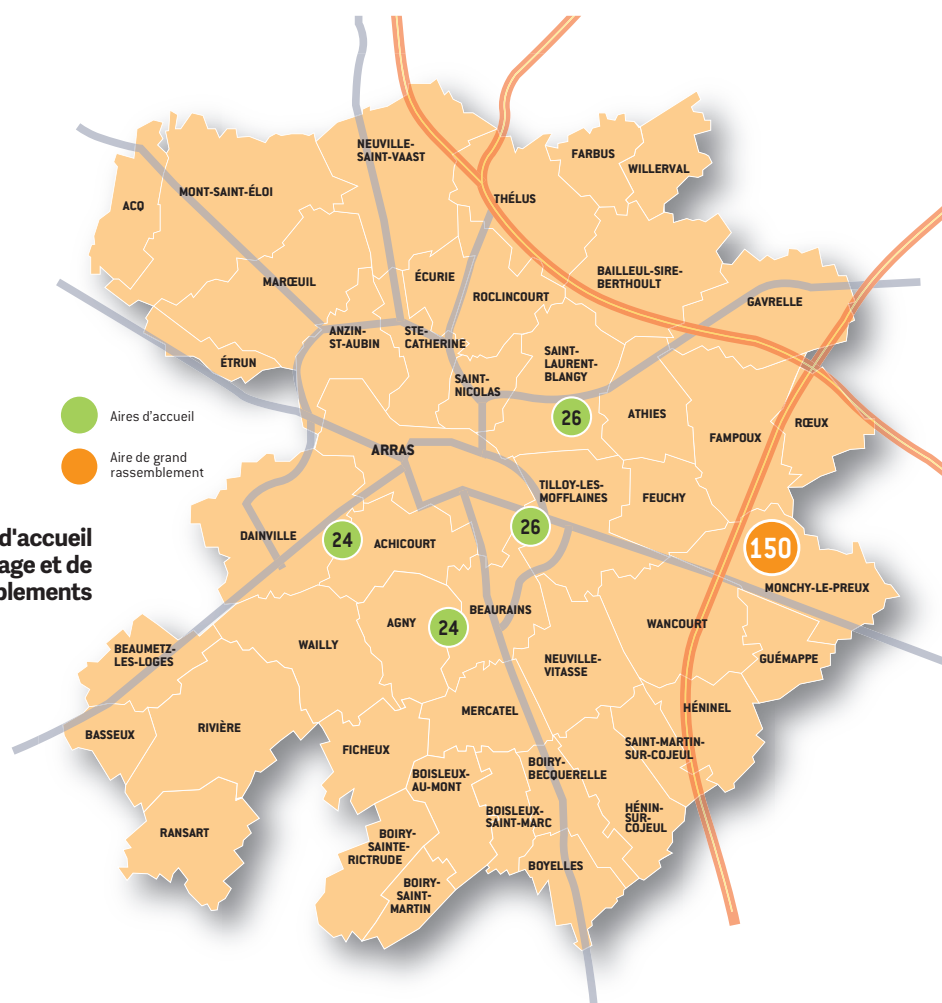 NEUVILLE-
SAINT-VAAST
FARBUS
WILLERVAL
MONT-SAINT-ÉLOI
ACQ
THÉLUS
MARŒUIL
ÉCURIE
ROCLINCOURT
BAILLEUL-SIRE-
BERTHOULT
GAVRELLE
ANZIN-
ST-AUBIN
STE-
CATHERINE
ÉTRUN
SAINT-
LAURENT-
BLANGY
SAINT-
NICOLAS
26
ATHIES
FAMPOUX
RŒUX
Aires d'accueil
Aire de grand
rassemblement
ARRAS
TILLOY-LES-
MOFFLAINES
FEUCHY
26
d'accueil
age et de
blements
DAINVILLE
24
ACHICOURT
150
MONCHY-LE-PREUX
BEAURAINS
AGNY
24
WANCOURT
GUÉMAPPE
BEAUMETZ-
LES-LOGES
WAILLY
NEUVILLE-
VITASSE
BASSEUX
RIVIÈRE
MERCATEL
HÉNINEL
FICHEUX
SAINT-MARTIN-
SUR-COJEUL
BOISLEUX-
AU-MONT
BOIRY-
BECQUERELLE
BOISLEUX-
SAINT-MARC
HÉNIN-
SUR-
COJEUL
RANSART
BOIRY-
SAINTE-
RICTRUDE
BOYELLES
BOIRY-
SAINT-
MARTIN